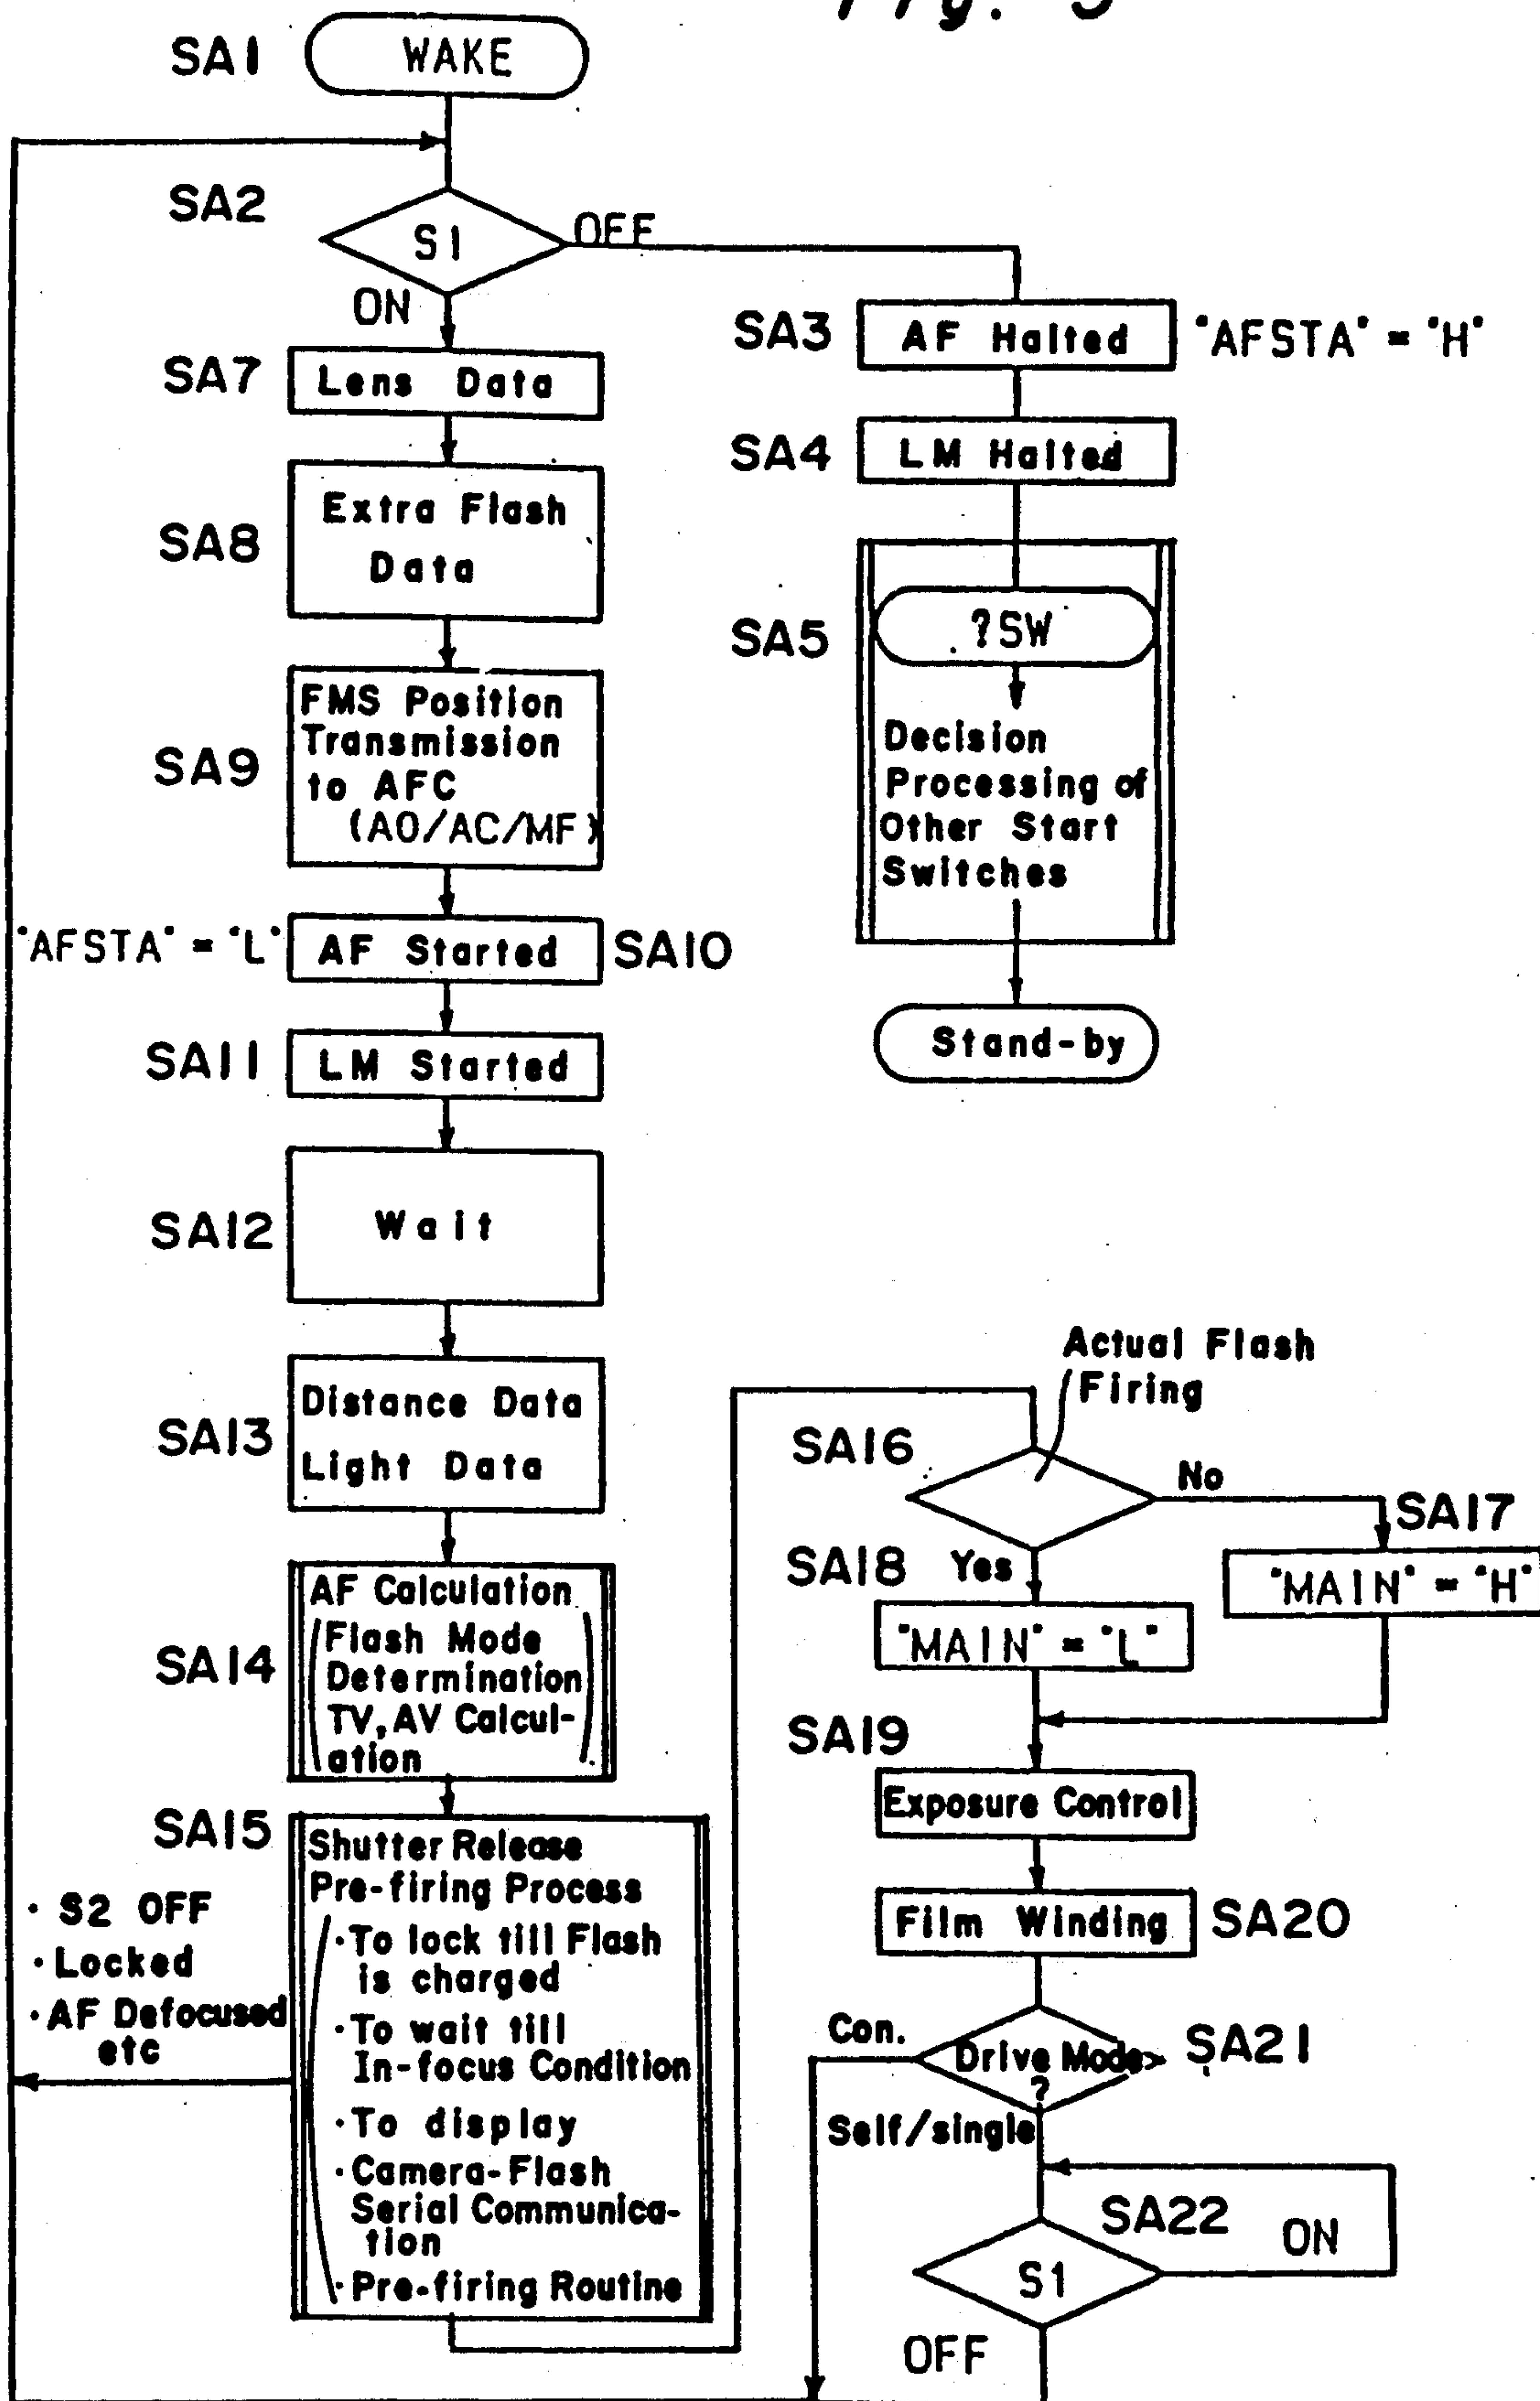 Fig. 5
SA1
WAKE
SA2
S1
OFF
ON
SA3
AF Halted
"AFSTA" = "H"
SA7
Lens Data
SA4
LM Halted
SA8
Extra Flash
Data
SA5
?SW
Decision
Processing of
Other Start
Switches
SA9
FMS Position
Transmission
to AFC
(AO/AC/MF)
"AFSTA" = "L"
AF Started
SA10
Stand-by
SA11
LM Started
SA12
Wait
SA13
Distance Data
Light Data
SA14
AF Calculation
(Flash Mode
Determination
TV, AV Calcul-
ation)
SA15
Shutter Release
Pre-firing Process
(·To lock till Flash
is charged
·To wait till
In-focus Condition
·To display
·Camera-Flash
Serial Communica-
tion
·Pre-firing Routine
· S2 OFF
·Locked
·AF Defocused
etc
Actual Flash
Firing
SA16
No
SA17
"MAIN" = "H"
SA18
Yes
"MAIN" = "L"
SA19
Exposure Control
Film Winding
SA20
Con.
Drive Mode
?
SA21
Self/single
SA22
ON
S1
OFF